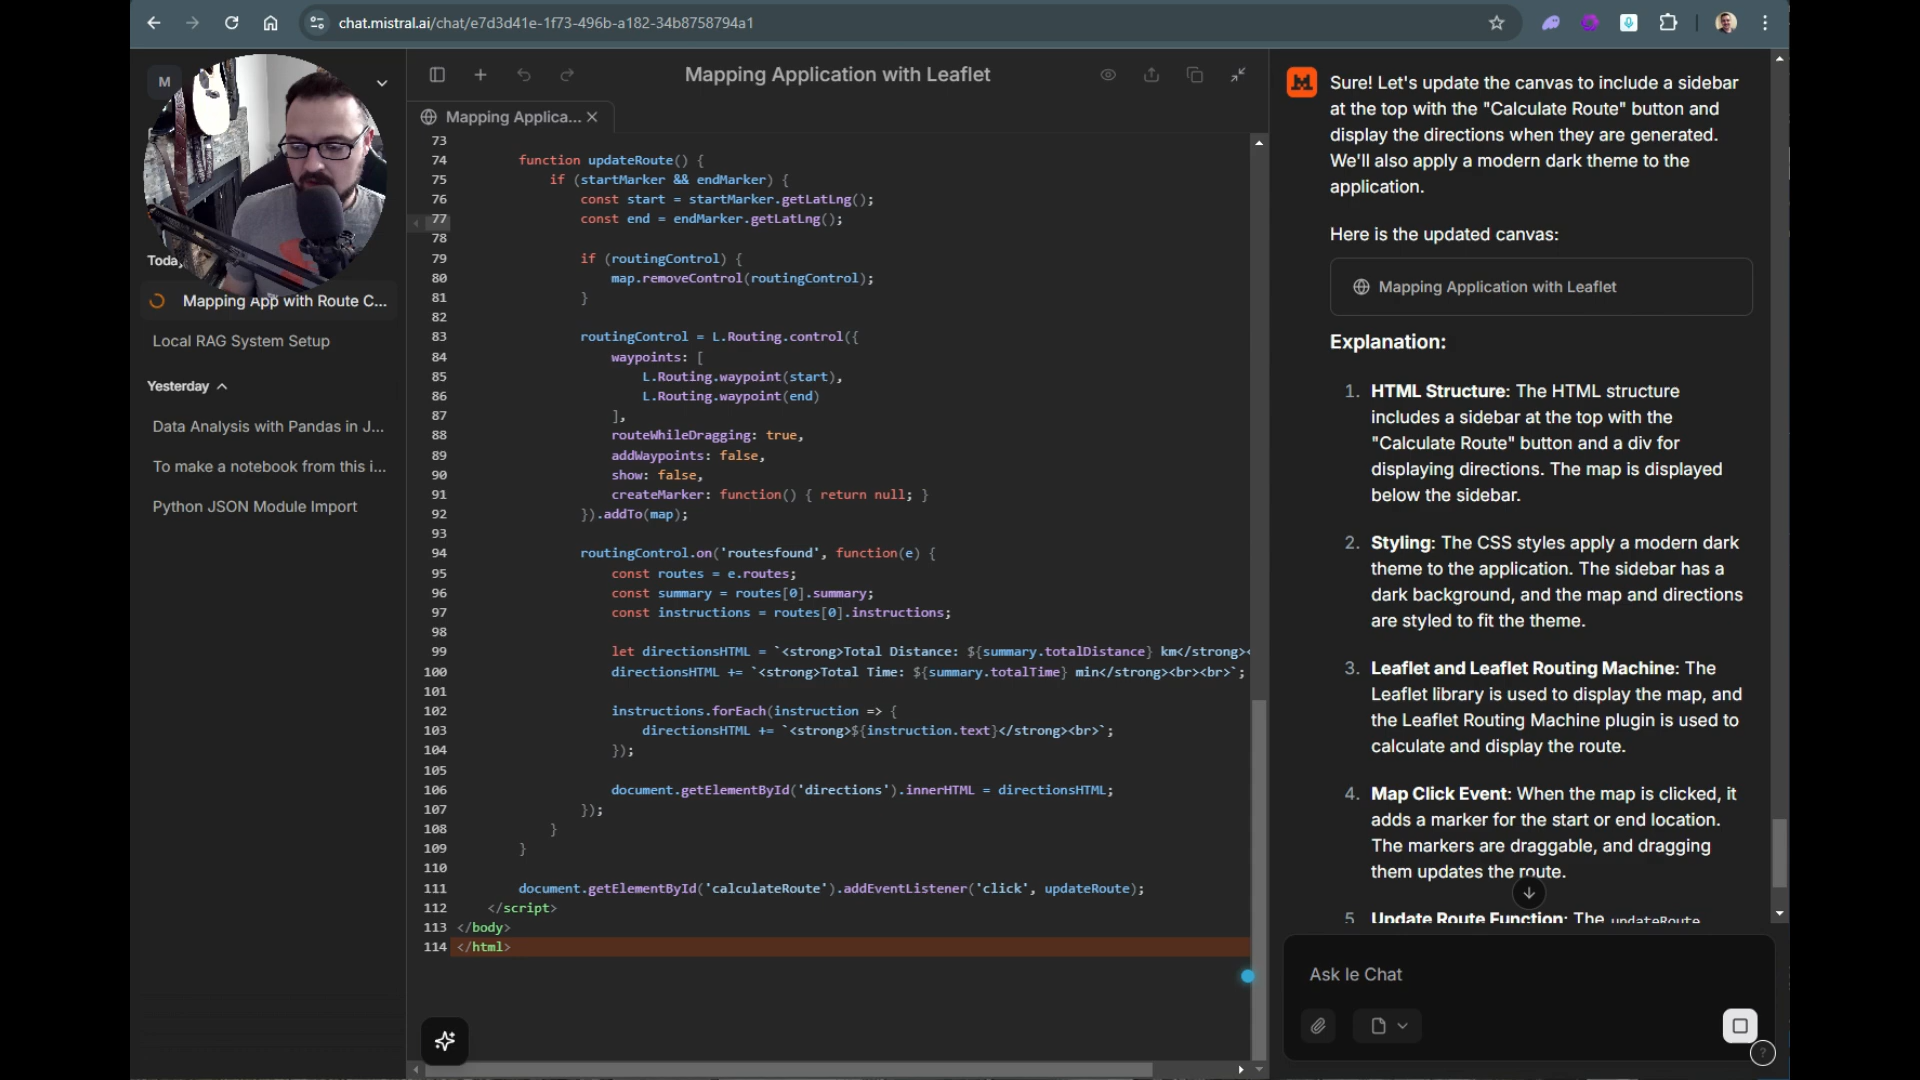 chat.mistral.ai/chat/e7d3d41e-1f73-496b-a182-34b8758794a1
M
Today
Mapping App with Route C...
Local RAG System Setup
Yesterday
Data Analysis with Pandas in J...
To make a notebook from this i...
Python JSON Module Import
Mapping Application with Leaflet
Mapping Applica...
73
74 function updateRoute() {
75 if (startMarker && endMarker) {
76 const start = startMarker.getLatLng();
77 const end = endMarker.getLatLng();
78
79 if (routingControl) {
80 map.removeControl(routingControl);
81 }
82
83 routingControl = L.Routing.control({
84 waypoints: [
85 L.Routing.waypoint(start),
86 L.Routing.waypoint(end)
87 ],
88 routeWhileDragging: true,
89 addWaypoints: false,
90 show: false,
91 createMarker: function() { return null; }
92 }).addTo(map);
93
94 routingControl.on('routesfound', function(e) {
95 const routes = e.routes;
96 const summary = routes[0].summary;
97 const instructions = routes[0].instructions;
98
99 let directionsHTML = `<strong>Total Distance: ${summary.totalDistance} km</strong><
100 directionsHTML += `<strong>Total Time: ${summary.totalTime} min</strong><br><br>`;
101
102 instructions.forEach(instruction => {
103 directionsHTML += `<strong>${instruction.text}</strong><br>`;
104 });
105
106 document.getElementById('directions').innerHTML = directionsHTML;
107 });
108 }
109 }
110
111 document.getElementById('calculateRoute').addEventListener('click', updateRoute);
112 </script>
113 </body>
114 </html>
Sure! Let's update the canvas to include a sidebar
at the top with the "Calculate Route" button and
display the directions when they are generated.
We'll also apply a modern dark theme to the
application.
Here is the updated canvas:
Mapping Application with Leaflet
Explanation:
1. HTML Structure: The HTML structure
includes a sidebar at the top with the
"Calculate Route" button and a div for
displaying directions. The map is displayed
below the sidebar.
2. Styling: The CSS styles apply a modern dark
theme to the application. The sidebar has a
dark background, and the map and directions
are styled to fit the theme.
3. Leaflet and Leaflet Routing Machine: The
Leaflet library is used to display the map, and
the Leaflet Routing Machine plugin is used to
calculate and display the route.
4. Map Click Event: When the map is clicked, it
adds a marker for the start or end location.
The markers are draggable, and dragging
them updates the route.
5 Update Route Function: The updateRoute
Ask le Chat
?